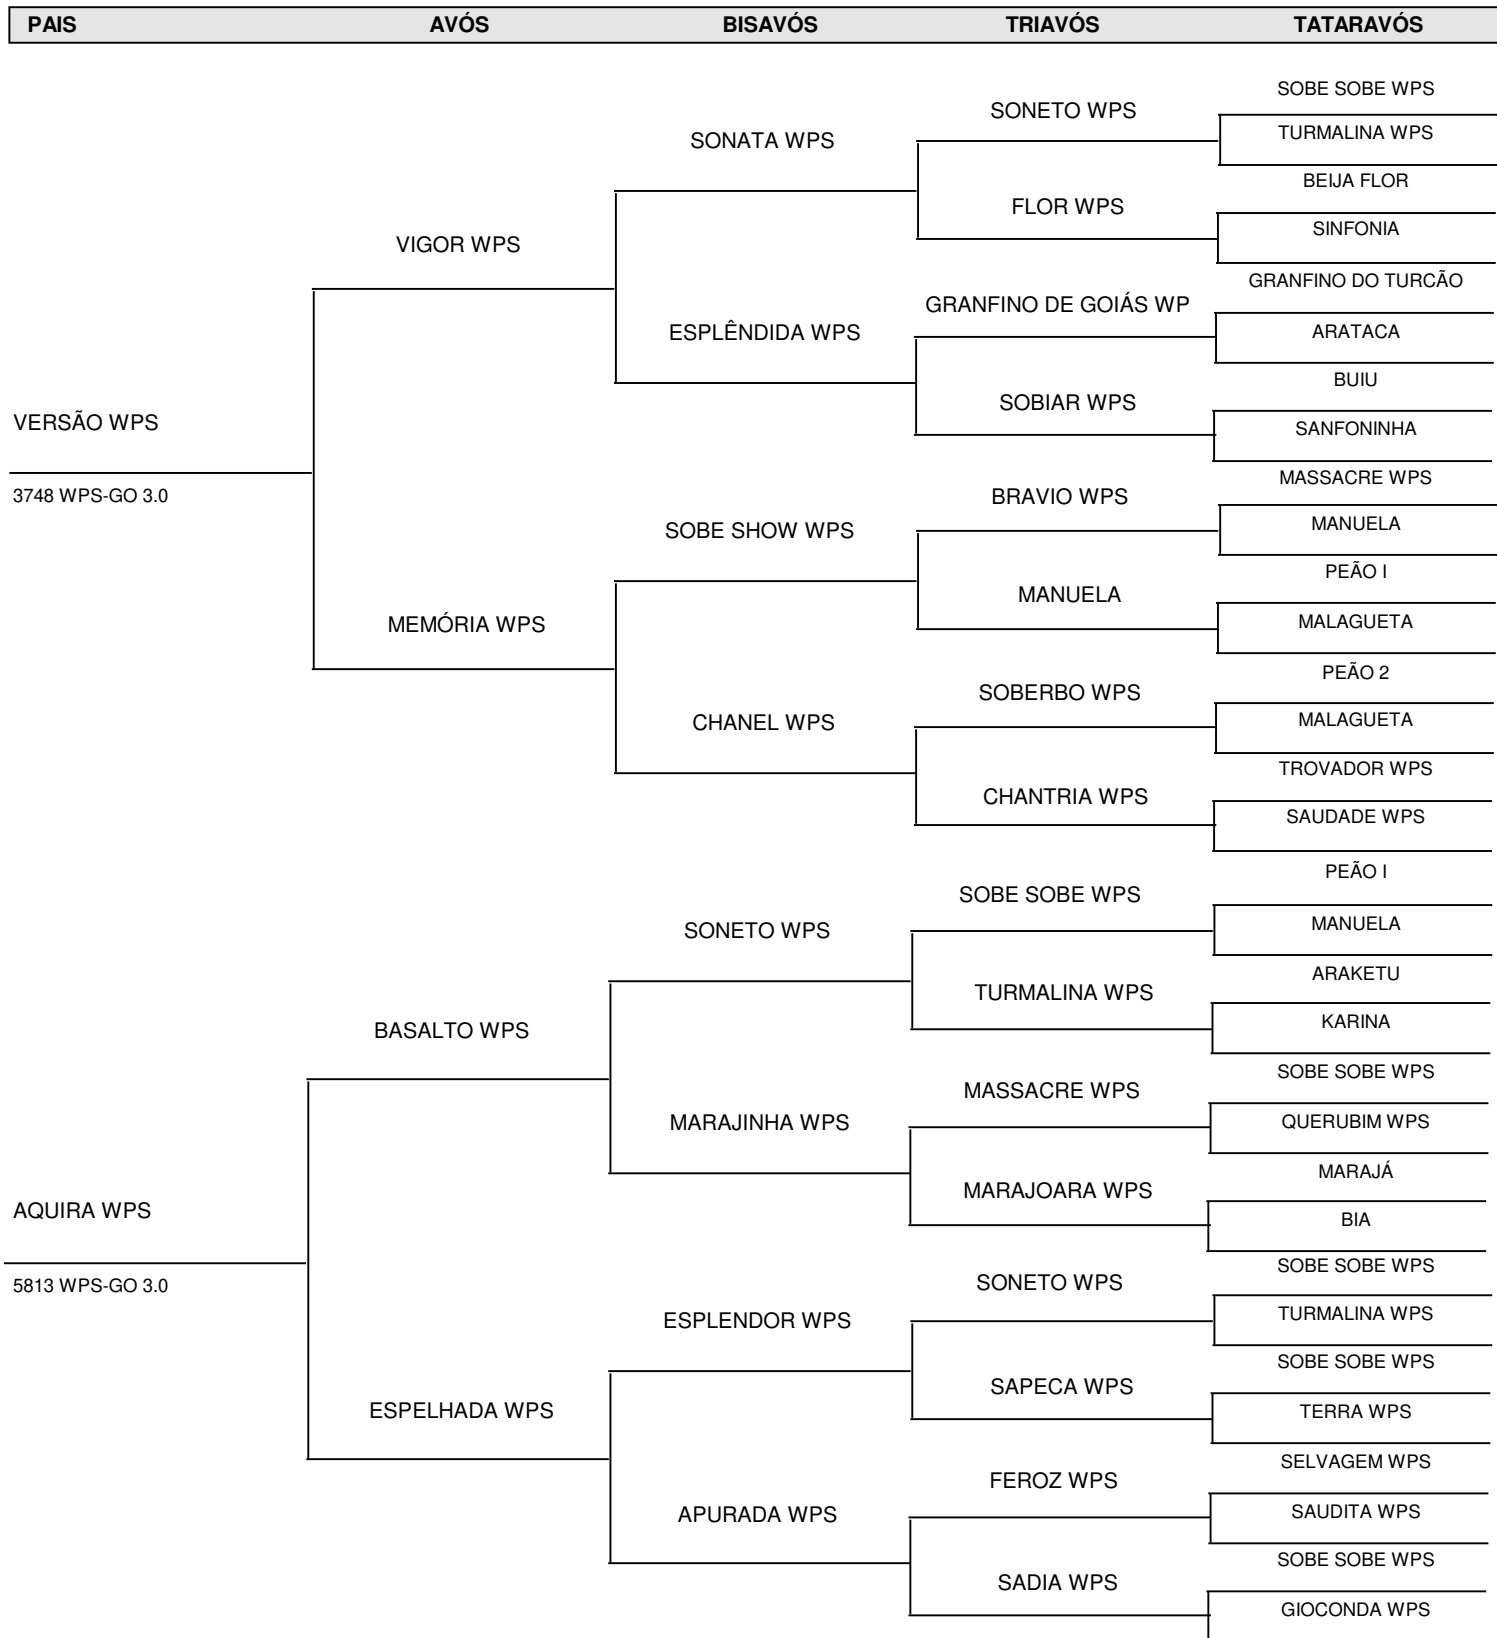 PAIS AVÓS BISAVÓS TRIAVÓS TATARAVÓS
SOBE SOBE WPS
SONETO WPS
TURMALINA WPS
SONATA WPS
BEIJA FLOR
FLOR WPS
SINFONIA
VIGOR WPS
GRANFINO DO TURCÃO
GRANFINO DE GOIÁS WP
ARATACA
ESPLÊNDIDA WPS
BUIU
SOBIAR WPS
VERSÃO WPS
SANFONINHA
MASSACRE WPS
3748 WPS-GO 3.0
BRAVIO WPS
MANUELA
SOBE SHOW WPS
PEÃO I
MANUELA
MALAGUETA
MEMÓRIA WPS
PEÃO 2
SOBERBO WPS
MALAGUETA
CHANEL WPS
TROVADOR WPS
CHANTRIA WPS
SAUDADE WPS
PEÃO I
SOBE SOBE WPS
MANUELA
SONETO WPS
ARAKETU
TURMALINA WPS
KARINA
BASALTO WPS
SOBE SOBE WPS
MASSACRE WPS
QUERUBIM WPS
MARAJINHA WPS
MARAJÁ
MARAJOARA WPS
AQUIRA WPS
BIA
SOBE SOBE WPS
5813 WPS-GO 3.0
SONETO WPS
TURMALINA WPS
ESPLENDOR WPS
SOBE SOBE WPS
SAPECA WPS
ESPELHADA WPS
TERRA WPS
SELVAGEM WPS
FEROZ WPS
SAUDITA WPS
APURADA WPS
SOBE SOBE WPS
SADIA WPS
GIOCONDA WPS